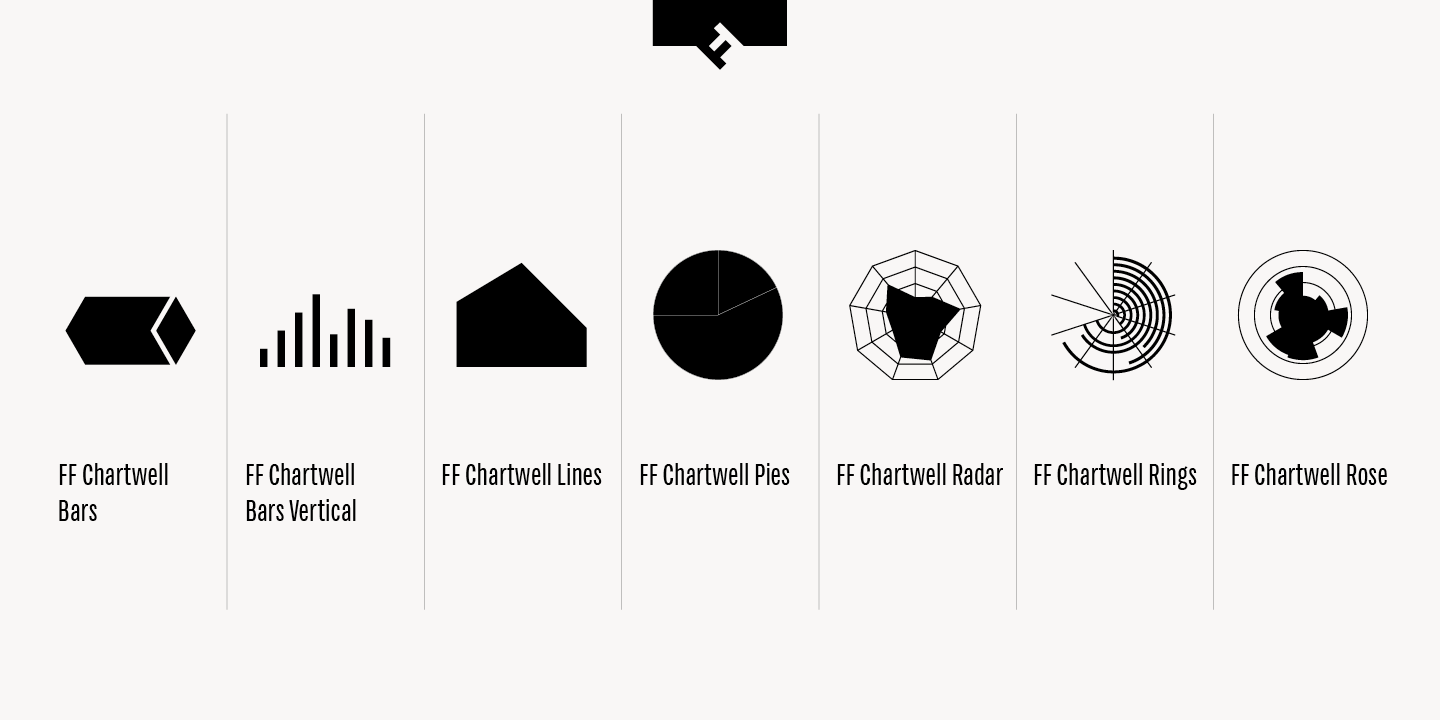 FF
FF Chartwell
Bars
FF Chartwell
Bars Vertical
FF Chartwell Lines
FF Chartwell Pies
FF Chartwell Radar
FF Chartwell Rings
FF Chartwell Rose